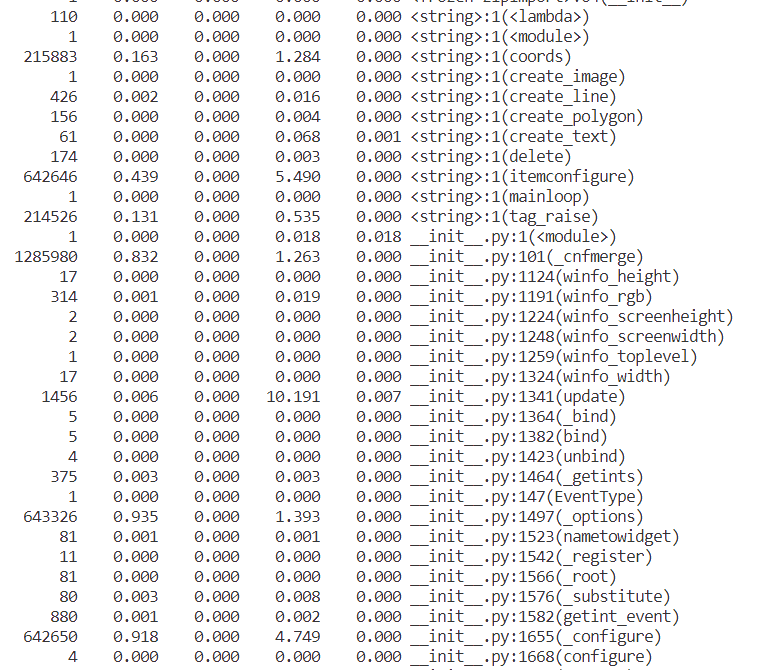 1 0.000 0.000 0.000 0.000 <frozen zipimport>:64(__init__)
110 0.000 0.000 0.000 0.000 <string>:1(<lambda>)
1 0.000 0.000 0.000 0.000 <string>:1(<module>)
215883 0.163 0.000 1.284 0.000 <string>:1(coords)
1 0.000 0.000 0.000 0.000 <string>:1(create_image)
426 0.002 0.000 0.016 0.000 <string>:1(create_line)
156 0.000 0.000 0.004 0.000 <string>:1(create_polygon)
61 0.000 0.000 0.068 0.001 <string>:1(create_text)
174 0.000 0.000 0.003 0.000 <string>:1(delete)
642646 0.439 0.000 5.490 0.000 <string>:1(itemconfigure)
1 0.000 0.000 0.000 0.000 <string>:1(mainloop)
214526 0.131 0.000 0.535 0.000 <string>:1(tag_raise)
1 0.000 0.000 0.018 0.018 __init__.py:1(<module>)
1285980 0.832 0.000 1.263 0.000 __init__.py:101(_cnfmerge)
17 0.000 0.000 0.000 0.000 __init__.py:1124(winfo_height)
314 0.001 0.000 0.019 0.000 __init__.py:1191(winfo_rgb)
2 0.000 0.000 0.000 0.000 __init__.py:1224(winfo_screenheight)
2 0.000 0.000 0.000 0.000 __init__.py:1248(winfo_screenwidth)
1 0.000 0.000 0.000 0.000 __init__.py:1259(winfo_toplevel)
17 0.000 0.000 0.000 0.000 __init__.py:1324(winfo_width)
1456 0.006 0.000 10.191 0.007 __init__.py:1341(update)
5 0.000 0.000 0.000 0.000 __init__.py:1364(_bind)
5 0.000 0.000 0.000 0.000 __init__.py:1382(bind)
4 0.000 0.000 0.000 0.000 __init__.py:1423(unbind)
375 0.003 0.000 0.003 0.000 __init__.py:1464(_getints)
1 0.000 0.000 0.000 0.000 __init__.py:147(EventType)
643326 0.935 0.000 1.393 0.000 __init__.py:1497(_options)
81 0.001 0.000 0.001 0.000 __init__.py:1523(nametowidget)
11 0.000 0.000 0.000 0.000 __init__.py:1542(_register)
81 0.000 0.000 0.000 0.000 __init__.py:1566(_root)
80 0.003 0.000 0.008 0.000 __init__.py:1576(_substitute)
880 0.001 0.000 0.002 0.000 __init__.py:1582(getint_event)
642650 0.918 0.000 4.749 0.000 __init__.py:1655(_configure)
4 0.000 0.000 0.000 0.000 __init__.py:1668(configure)